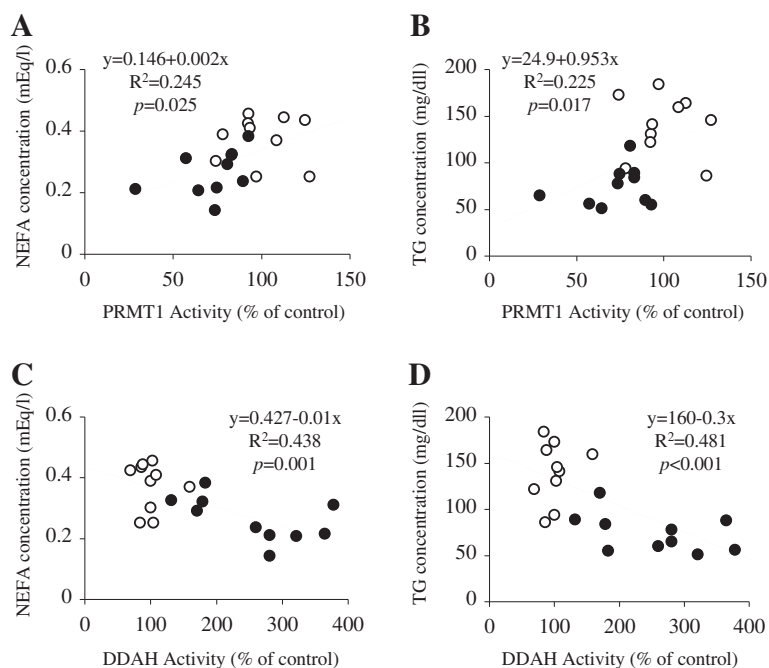 A
y=0.146+0.002x
R²=0.245
p=0.025
NEFA concentration (mEq/l)
0.6
0.4
0.2
0
0 50 100 150
PRMT1 Activity (% of control)
B
y=24.9+0.953x
R²=0.225
p=0.017
TG concentration (mg/dll)
200
150
100
50
0
0 50 100 150
PRMT1 Activity (% of control)
C
y=0.427-0.01x
R²=0.438
p=0.001
NEFA concentration (mEq/l)
0.6
0.4
0.2
0.0
0 100 200 300 400
DDAH Activity (% of control)
D
y=160-0.3x
R²=0.481
p<0.001
TG concentration (mg/dll)
200
150
100
50
0
0 100 200 300 400
DDAH Activity (% of control)